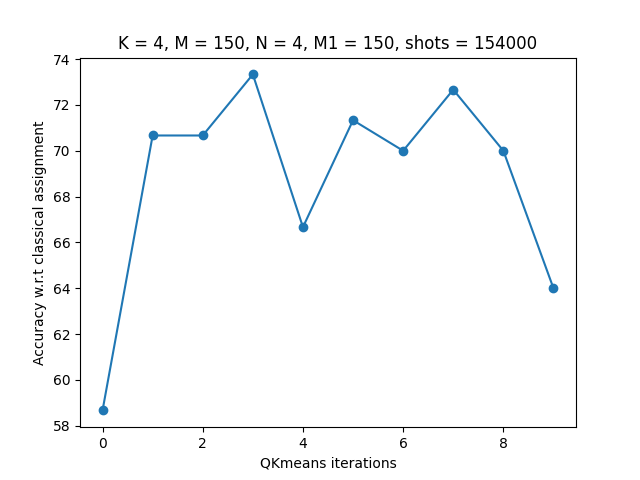 K = 4, M = 150, N = 4, M1 = 150, shots = 154000
Accuracy w.r.t classical assignment
74
72
70
68
66
64
62
60
58
0 2 4 6 8
QKmeans iterations